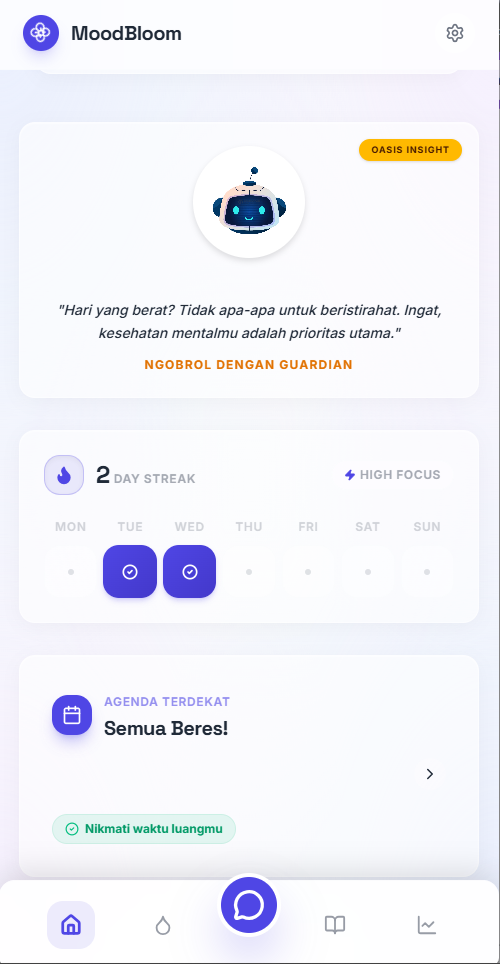 MoodBloom
OASIS INSIGHT
"Hari yang berat? Tidak apa-apa untuk beristirahat. Ingat,
kesehatan mentalmu adalah prioritas utama."
NGOBROL DENGAN GUARDIAN
2 DAY STREAK
HIGH FOCUS
MON TUE WED THU FRI SAT SUN
AGENDA TERDEKAT
Semua Beres!
Nikmati waktu luangmu